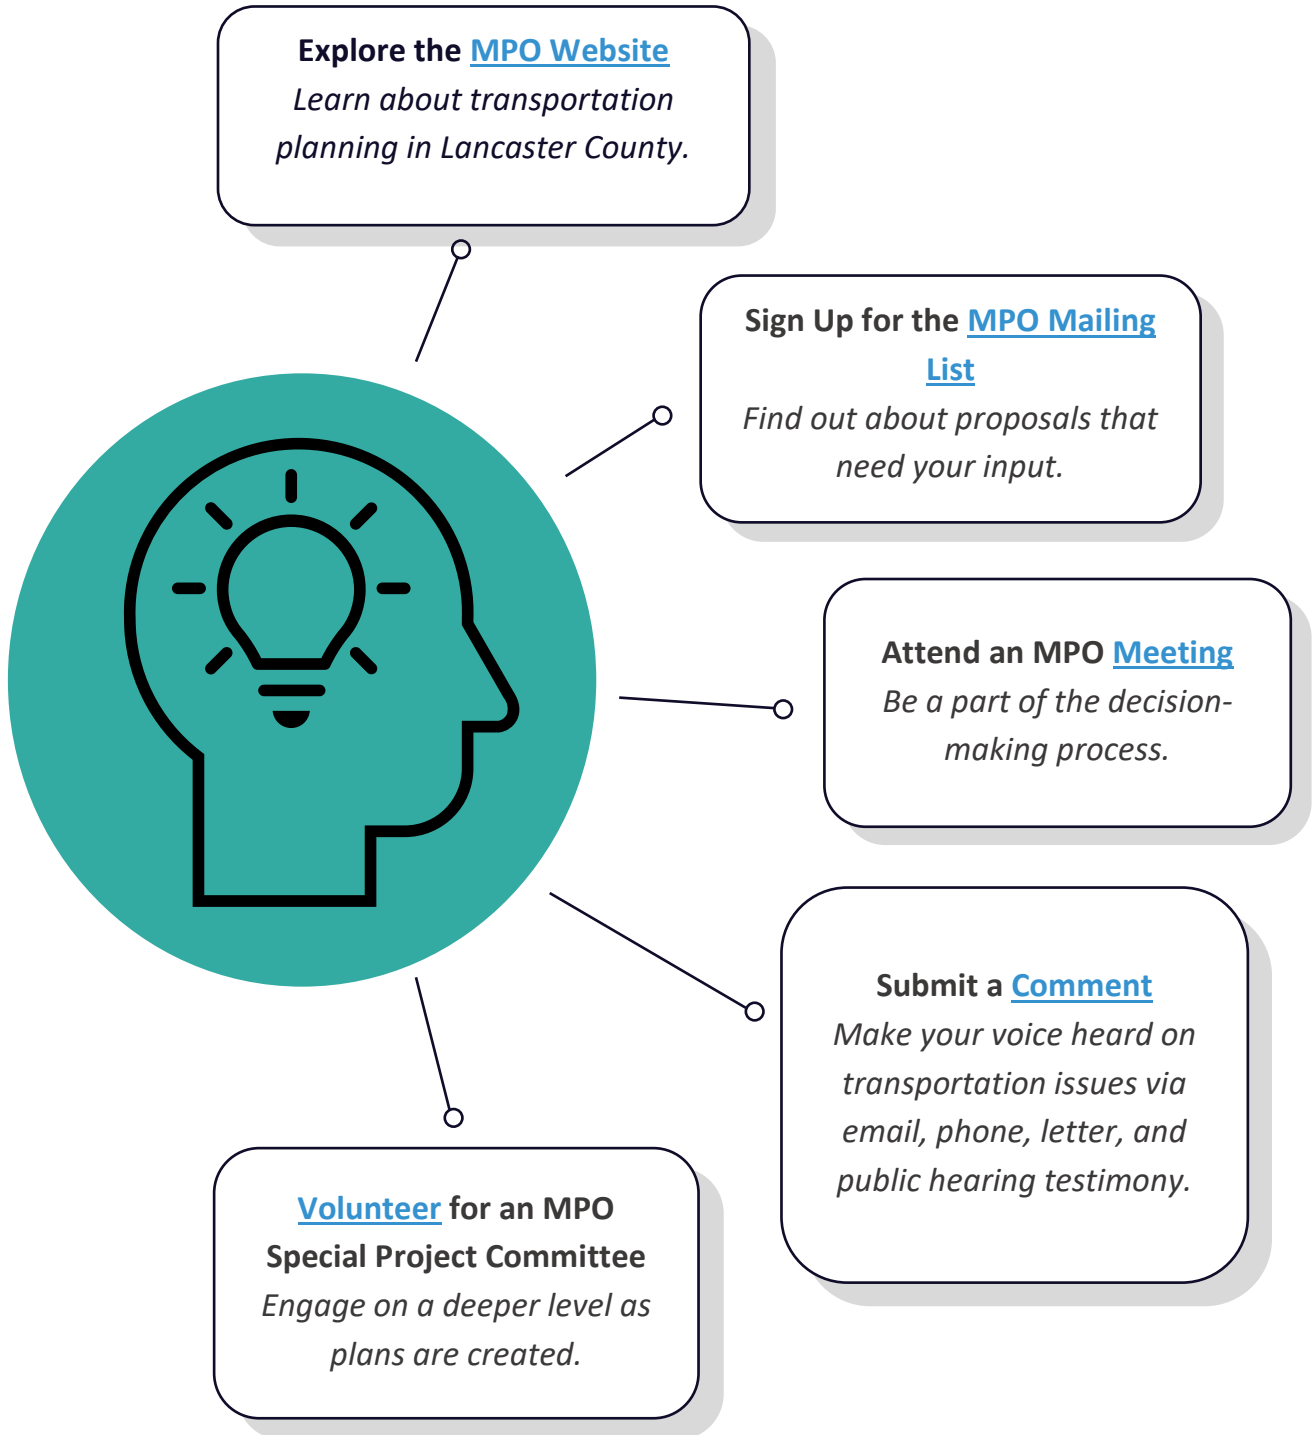 Explore the MPO Website
Learn about transportation
planning in Lancaster County.
Sign Up for the MPO Mailing
List
Find out about proposals that
need your input.
Attend an MPO Meeting
Be a part of the decision-
making process.
Submit a Comment
Make your voice heard on
transportation issues via
email, phone, letter, and
public hearing testimony.
Volunteer for an MPO
Special Project Committee
Engage on a deeper level as
plans are created.